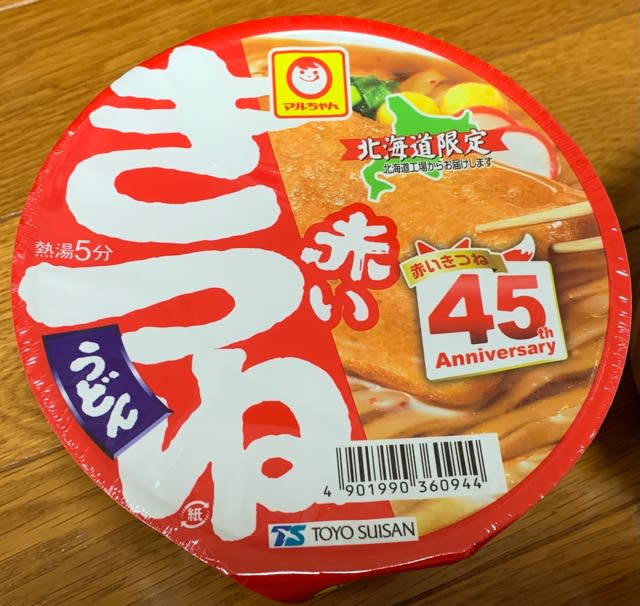 マルちゃん
北海道限定
北海道工場からお届けします
赤い
きつね
うどん
熱湯5分
赤いきつね
45th
Anniversary
4 901990 360944
紙
TS TOYO SUISAN